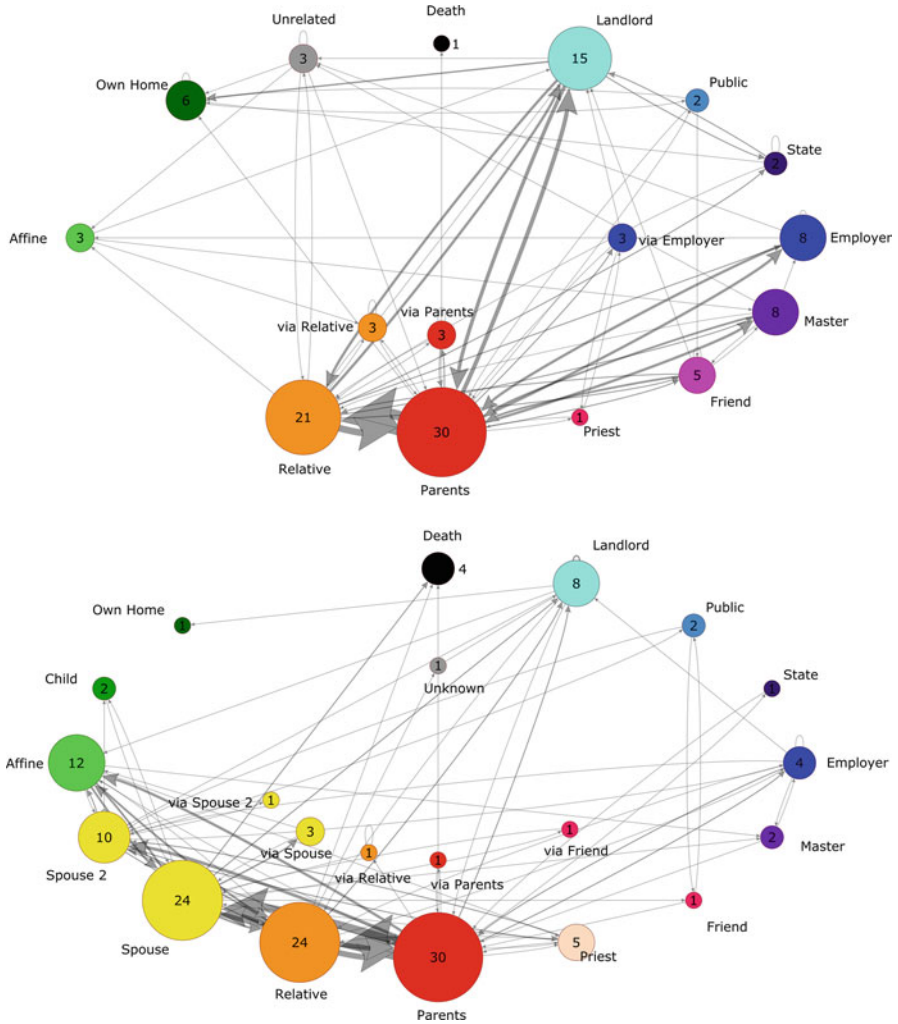 Death
Landlord
Unrelated
1
3
15
Public
Own Home
6
2
State
2
Affine
3
3
via Employer
8
Employer
via Parents
8
via Relative
3
3
Master
5
21
30
1
Friend
Priest
Relative
Parents
Death
Landlord
4
8
Own Home
1
Public
2
Child
1
Unknown
State
2
1
Affine
12
4
Employer
via Spouse 2
1
10
3
1
2
via Spouse
via Friend
Master
1
1
Spouse 2
via Relative
via Parents
24
1
Friend
Spouse
24
30
5
Priest
Relative
Parents